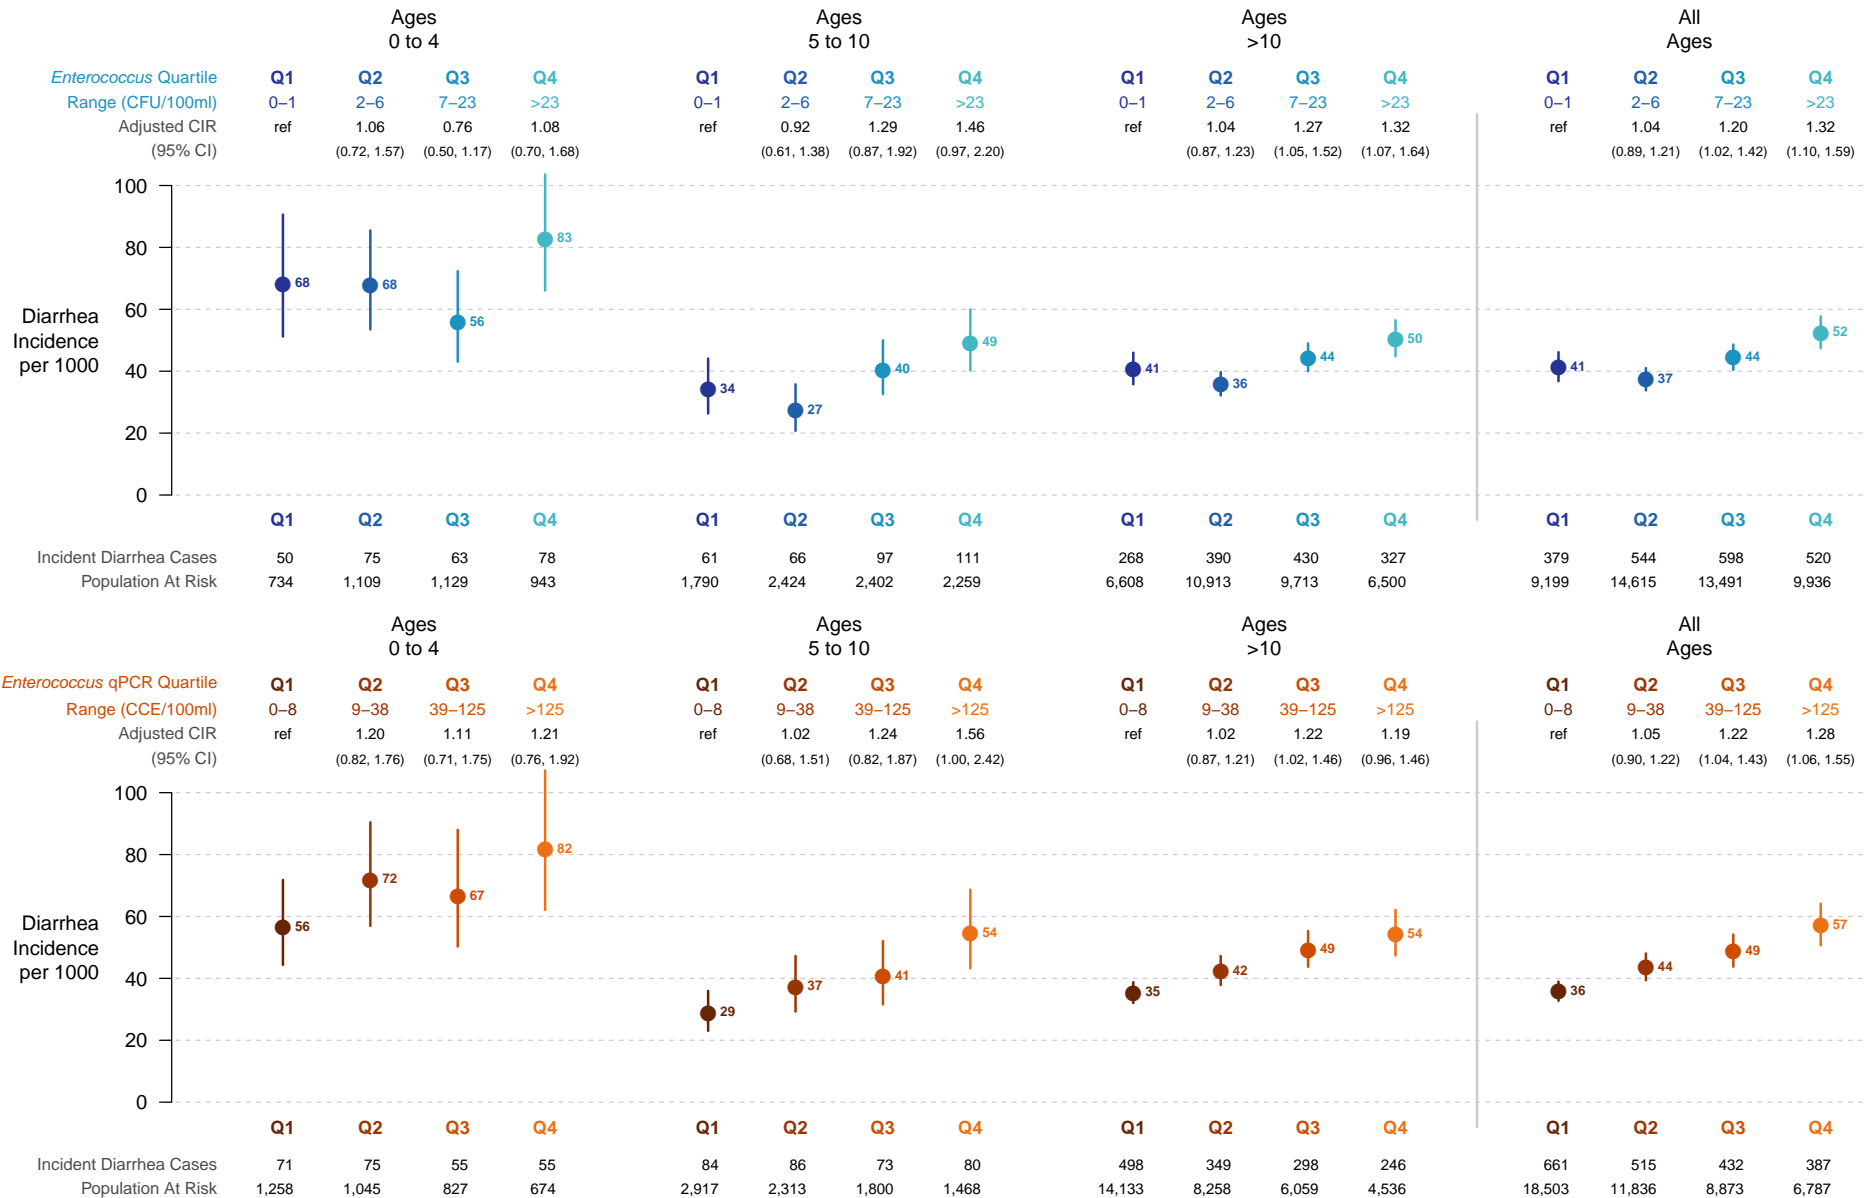 Ages Ages Ages All
0 to 4 5 to 10 >10 Ages
Enterococcus Quartile Q1 Q2 Q3 Q4 Q1 Q2 Q3 Q4 Q1 Q2 Q3 Q4 Q1 Q2 Q3 Q4
Range (CFU/100ml) 0–1 2–6 7–23 >23 0–1 2–6 7–23 >23 0–1 2–6 7–23 >23 0–1 2–6 7–23 >23
Adjusted CIR ref 1.06 0.76 1.08 ref 0.92 1.29 1.46 ref 1.04 1.27 1.32 ref 1.04 1.20 1.32
(95% CI) (0.72, 1.57) (0.50, 1.17) (0.70, 1.68) (0.61, 1.38) (0.87, 1.92) (0.97, 2.20) (0.87, 1.23) (1.05, 1.52) (1.07, 1.64) (0.89, 1.21) (1.02, 1.42) (1.10, 1.59)
100
80
60
40
20
0
Diarrhea
Incidence
per 1000
68 68 56 83 34 27 40 49 41 36 44 50 41 37 44 52
Q1 Q2 Q3 Q4 Q1 Q2 Q3 Q4 Q1 Q2 Q3 Q4 Q1 Q2 Q3 Q4
Incident Diarrhea Cases 50 75 63 78 61 66 97 111 268 390 430 327 379 544 598 520
Population At Risk 734 1,109 1,129 943 1,790 2,424 2,402 2,259 6,608 10,913 9,713 6,500 9,199 14,615 13,491 9,936
Ages Ages Ages All
0 to 4 5 to 10 >10 Ages
Enterococcus qPCR Quartile Q1 Q2 Q3 Q4 Q1 Q2 Q3 Q4 Q1 Q2 Q3 Q4 Q1 Q2 Q3 Q4
Range (CCE/100ml) 0–8 9–38 39–125 >125 0–8 9–38 39–125 >125 0–8 9–38 39–125 >125 0–8 9–38 39–125 >125
Adjusted CIR ref 1.20 1.11 1.21 ref 1.02 1.24 1.56 ref 1.02 1.22 1.19 ref 1.05 1.22 1.28
(95% CI) (0.82, 1.76) (0.71, 1.75) (0.76, 1.92) (0.68, 1.51) (0.82, 1.87) (1.00, 2.42) (0.87, 1.21) (1.02, 1.46) (0.96, 1.46) (0.90, 1.22) (1.04, 1.43) (1.06, 1.55)
100
80
60
40
20
0
Diarrhea
Incidence
per 1000
56 72 67 82 29 37 41 54 35 42 49 54 36 44 49 57
Q1 Q2 Q3 Q4 Q1 Q2 Q3 Q4 Q1 Q2 Q3 Q4 Q1 Q2 Q3 Q4
Incident Diarrhea Cases 71 75 55 55 84 86 73 80 498 349 298 246 661 515 432 387
Population At Risk 1,258 1,045 827 674 2,917 2,313 1,800 1,468 14,133 8,258 6,059 4,536 18,503 11,836 8,873 6,787